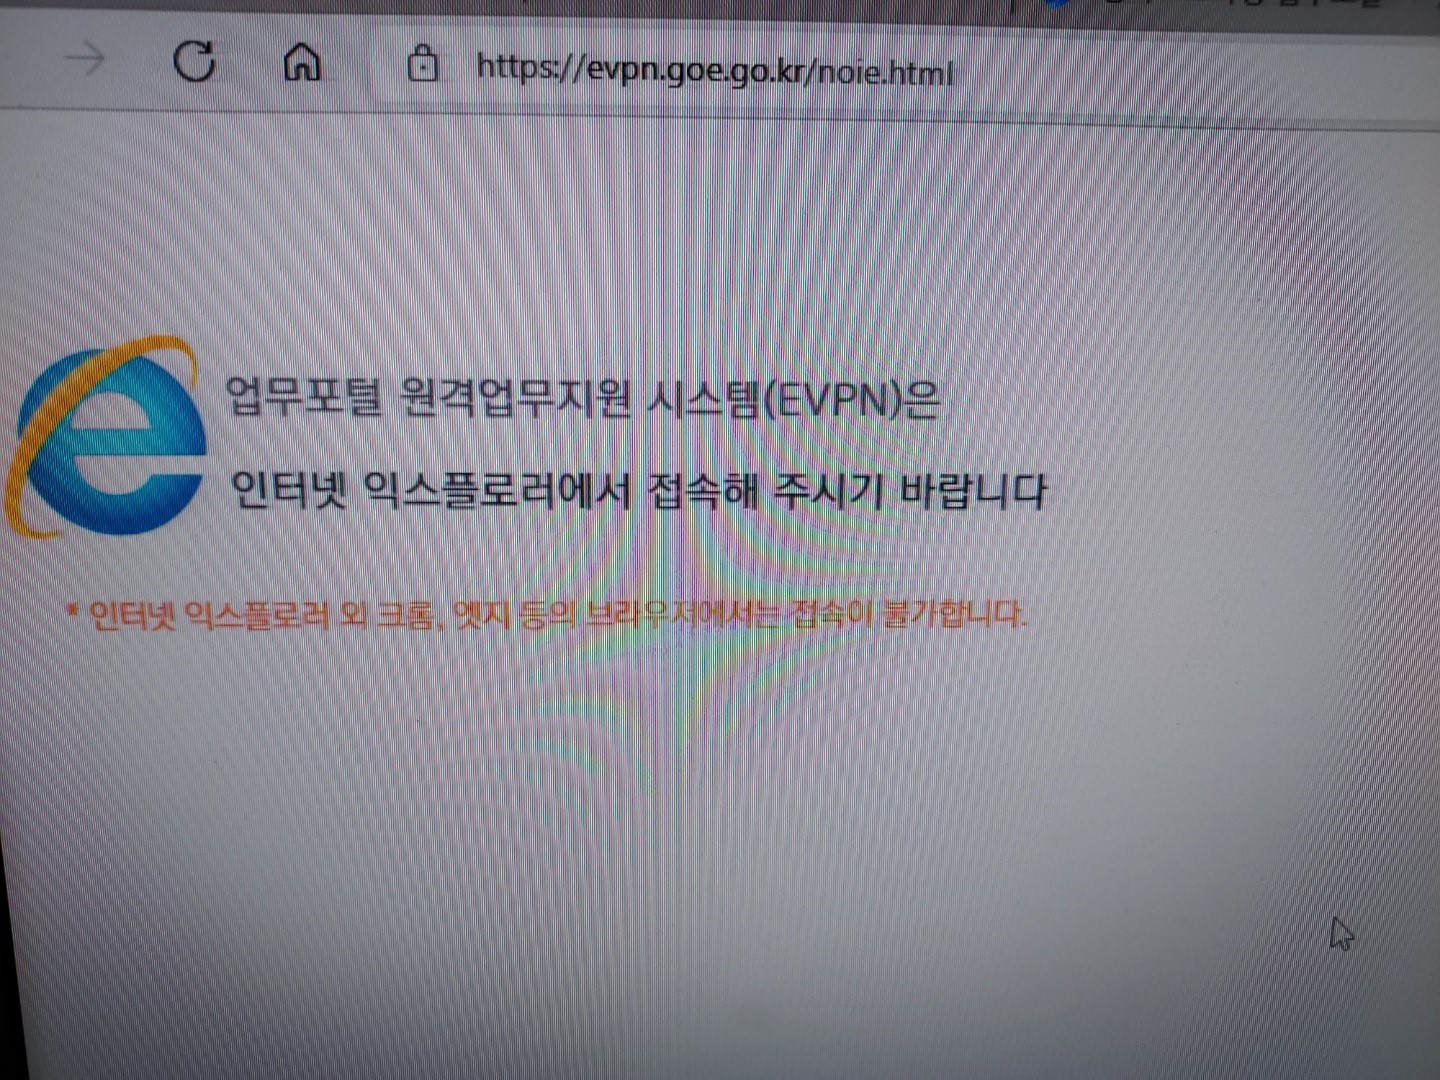 https://evpn.goe.go.kr/noie.html
업무포털 원격업무지원 시스템(EVPN)은
인터넷 익스플로러에서 접속해 주시기 바랍니다
* 인터넷 익스플로러 외 크롬, 엣지 등의 브라우저에서는 접속이 불가합니다.